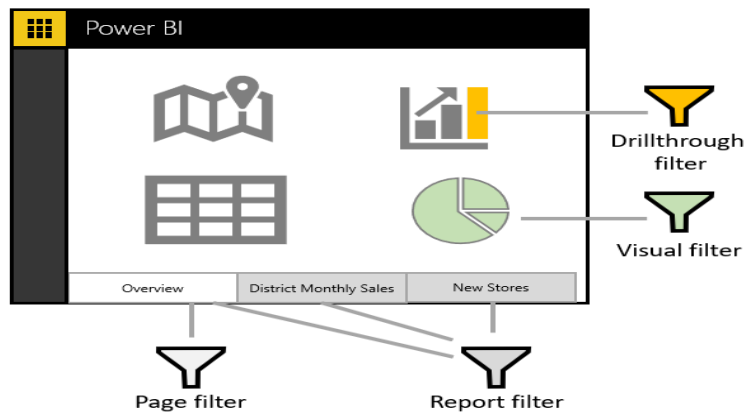 Power BI
Drillthrough
filter
Visual filter
Overview
District Monthly Sales
New Stores
Page filter
Report filter